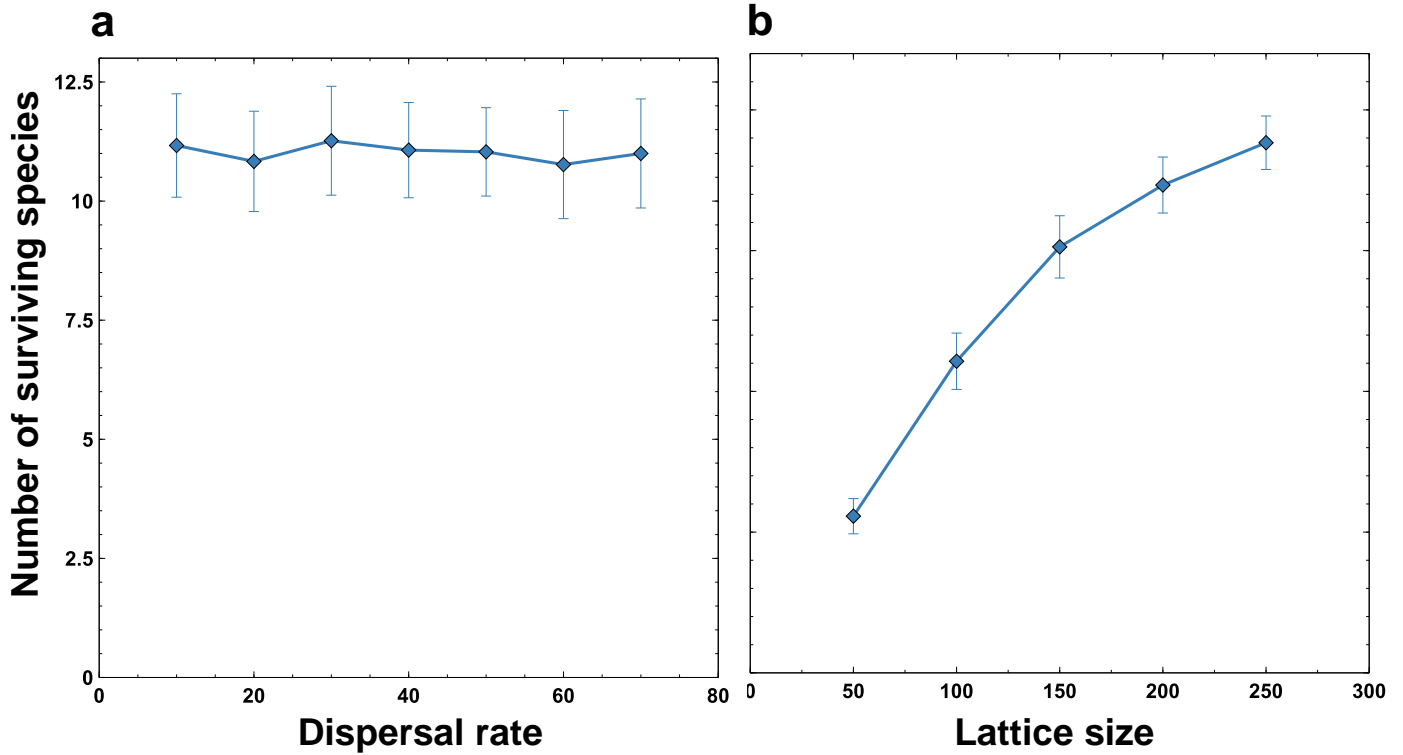 a
b
Number of surviving species
12.5
10
7.5
5
2.5
0
0 20 40 60 80
Dispersal rate
0 50 100 150 200 250 300
Lattice size